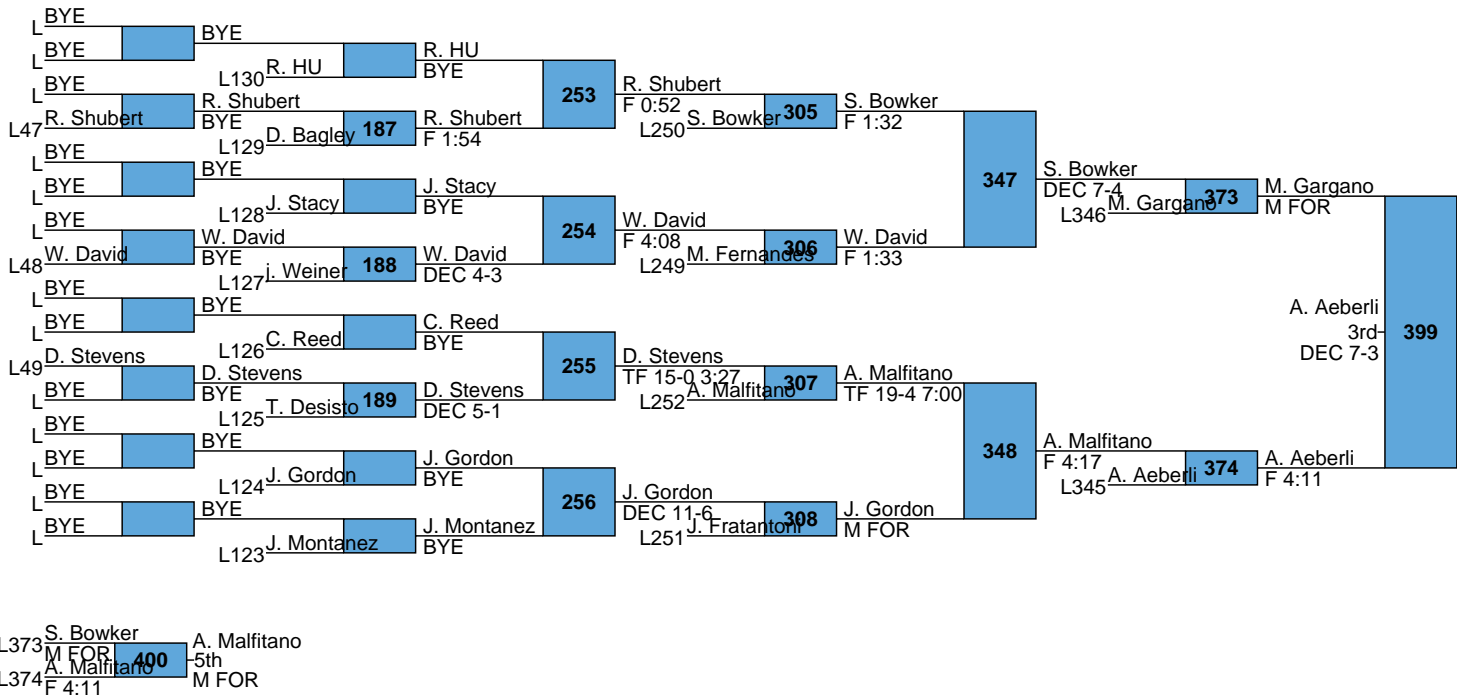 BYE
L
BYE
L
BYE
L
R. Shubert
L47
BYE
L
BYE
L
BYE
L
W. David
L48
BYE
L
BYE
L
D. Stevens
L49
BYE
L
BYE
L
BYE
L
BYE
L
BYE
L
BYE
R. HU
L130
R. Shubert
BYE
D. Bagley
L129
187
BYE
J. Stacy
L128
W. David
BYE
j. Weiner
L127
188
BYE
C. Reed
L126
D. Stevens
BYE
T. Desisto
L125
189
BYE
J. Gordon
L124
BYE
J. Montanez
L123
R. HU
BYE
253
R. Shubert
F 1:54
J. Stacy
BYE
254
W. David
DEC 4-3
C. Reed
BYE
255
D. Stevens
DEC 5-1
J. Gordon
BYE
256
J. Montanez
BYE
R. Shubert
F 0:52
S. Bowker
L250
305
W. David
F 4:08
M. Fernandes
L249
306
D. Stevens
TF 15-0 3:27
A. Malfitano
L252
307
J. Gordon
DEC 11-6
J. Fratantoni
L251
308
S. Bowker
F 1:32
347
W. David
F 1:33
A. Malfitano
TF 19-4 7:00
348
J. Gordon
M FOR
S. Bowker
DEC 7-4
M. Gargano
L346
373
A. Malfitano
F 4:17
A. Aeberli
L345
374
M. Gargano
M FOR
A. Aeberli
F 4:11
A. Aeberli
3rd
DEC 7-3
399
S. Bowker
L373
M FOR
A. Malfitano
L374
F 4:11
400
A. Malfitano
5th
M FOR